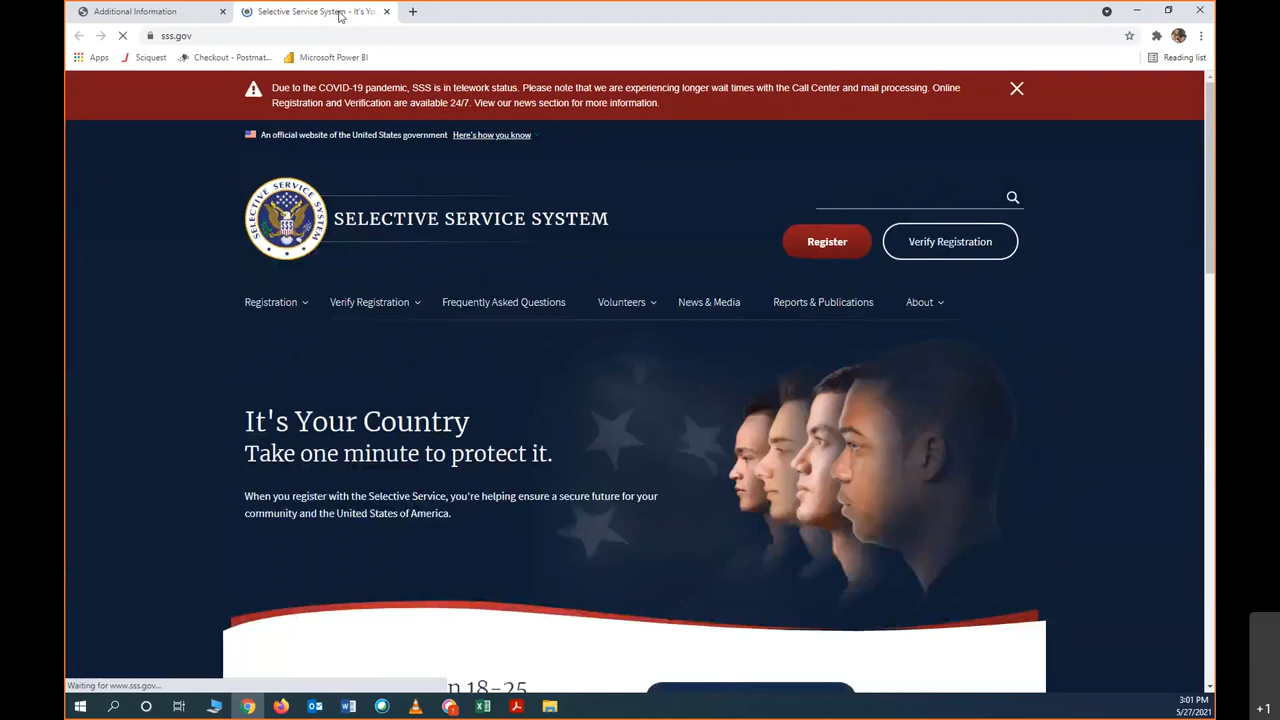 Additional Information
Selective Service System - It's Yo
sss.gov
Apps
Sciquest
Checkout - Postmat...
Microsoft Power BI
Reading list
Due to the COVID-19 pandemic, SSS is in telework status. Please note that we are experiencing longer wait times with the Call Center and mail processing. Online
Registration and Verification are available 24/7. View our news section for more information.
An official website of the United States government Here's how you know
SELECTIVE SERVICE SYSTEM
SSS
SELECTIVE SERVICE SYSTEM
Register
Verify Registration
Registration
Verify Registration
Frequently Asked Questions
Volunteers
News & Media
Reports & Publications
About
It's Your Country
Take one minute to protect it.
When you register with the Selective Service, you're helping ensure a secure future for your
community and the United States of America.
n 18-25
Waiting for www.sss.gov...
3:01 PM
5/27/2021
+1